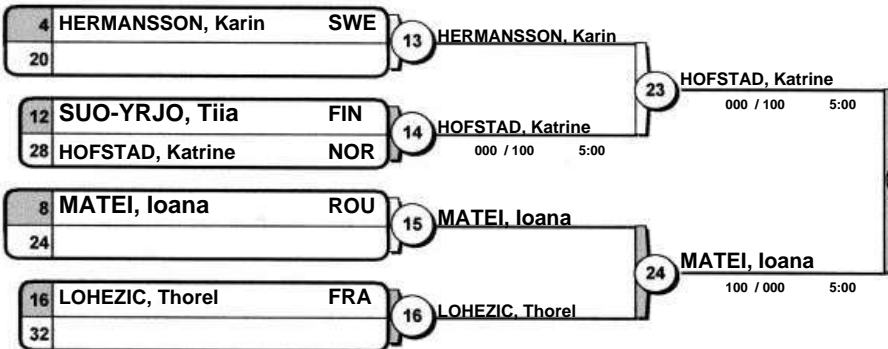 4 HERMANSSON, Karin SWE
20
13
HERMANSSON, Karin
12 SUO-YRJO, Tiia FIN
28 HOFSTAD, Katrine NOR
14
HOFSTAD, Katrine
000 / 100 5:00
23
HOFSTAD, Katrine
000 / 100 5:00
8 MATEI, Ioana ROU
24
15
MATEI, Ioana
16 LOHEZIC, Thorel FRA
32
16
LOHEZIC, Thorel
24
MATEI, Ioana
100 / 000 5:00